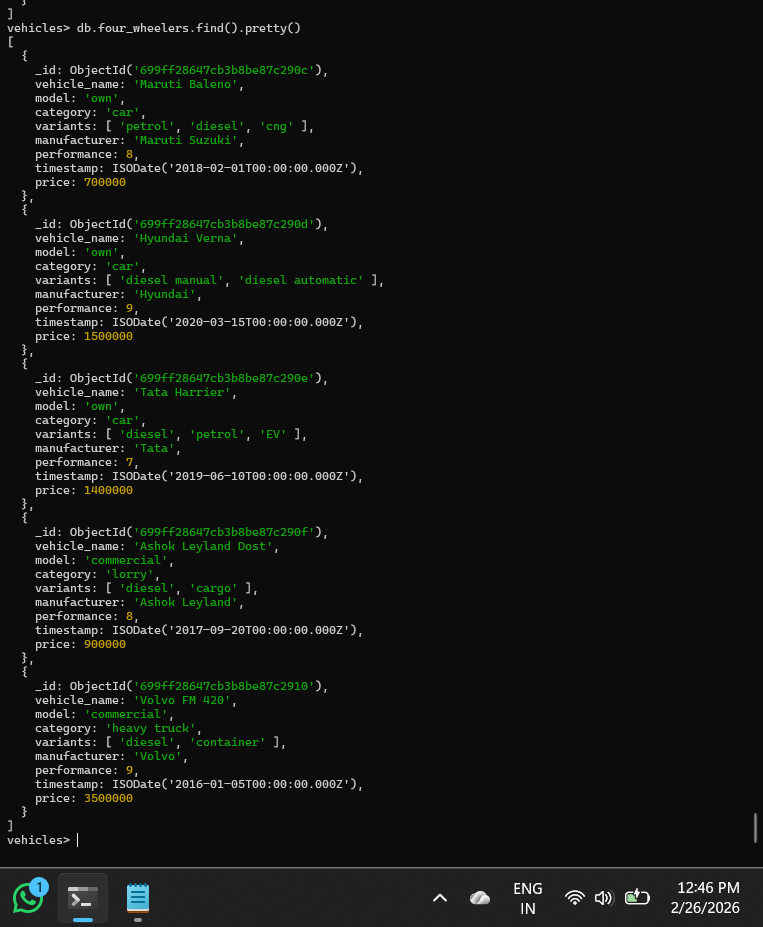 }
]
vehicles> db.four_wheelers.find().pretty()
[
  {
    _id: ObjectId('699ff28647cb3b8be87c290c'),
    vehicle_name: 'Maruti Baleno',
    model: 'own',
    category: 'car',
    variants: [ 'petrol', 'diesel', 'cng' ],
    manufacturer: 'Maruti Suzuki',
    performance: 8,
    timestamp: ISODate('2018-02-01T00:00:00.000Z'),
    price: 700000
  },
  {
    _id: ObjectId('699ff28647cb3b8be87c290d'),
    vehicle_name: 'Hyundai Verna',
    model: 'own',
    category: 'car',
    variants: [ 'diesel manual', 'diesel automatic' ],
    manufacturer: 'Hyundai',
    performance: 9,
    timestamp: ISODate('2020-03-15T00:00:00.000Z'),
    price: 1500000
  },
  {
    _id: ObjectId('699ff28647cb3b8be87c290e'),
    vehicle_name: 'Tata Harrier',
    model: 'own',
    category: 'car',
    variants: [ 'diesel', 'petrol', 'EV' ],
    manufacturer: 'Tata',
    performance: 7,
    timestamp: ISODate('2019-06-10T00:00:00.000Z'),
    price: 1400000
  },
  {
    _id: ObjectId('699ff28647cb3b8be87c290f'),
    vehicle_name: 'Ashok Leyland Dost',
    model: 'commercial',
    category: 'lorry',
    variants: [ 'diesel', 'cargo' ],
    manufacturer: 'Ashok Leyland',
    performance: 8,
    timestamp: ISODate('2017-09-20T00:00:00.000Z'),
    price: 900000
  },
  {
    _id: ObjectId('699ff28647cb3b8be87c2910'),
    vehicle_name: 'Volvo FM 420',
    model: 'commercial',
    category: 'heavy truck',
    variants: [ 'diesel', 'container' ],
    manufacturer: 'Volvo',
    performance: 9,
    timestamp: ISODate('2016-01-05T00:00:00.000Z'),
    price: 3500000
  }
]
vehicles>
1
ENG
IN
12:46 PM
2/26/2026